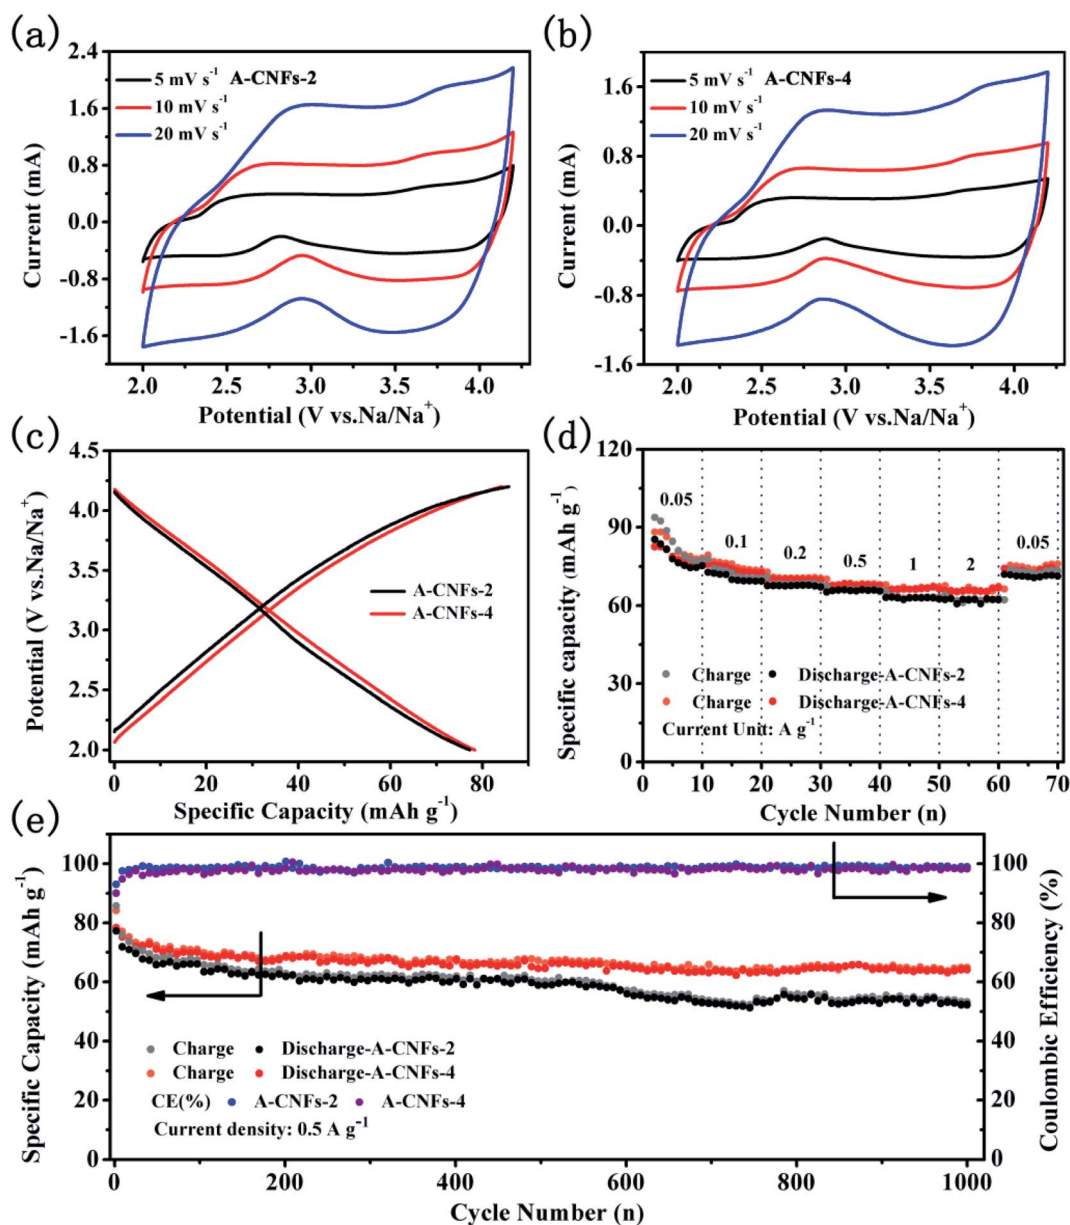 (a)
2.4
1.6
0.8
0.0
-0.8
-1.6
Current (mA)
5 mV s⁻¹ A-CNFs-2
10 mV s⁻¹
20 mV s⁻¹
2.0 2.5 3.0 3.5 4.0
Potential (V vs.Na/Na⁺)
(b)
1.6
0.8
0.0
-0.8
-1.6
Current (mA)
5 mV s⁻¹ A-CNFs-4
10 mV s⁻¹
20 mV s⁻¹
2.0 2.5 3.0 3.5 4.0
Potential (V vs.Na/Na⁺)
(c)
4.5
4.0
3.5
3.0
2.5
2.0
Potential (V vs.Na/Na⁺)
A-CNFs-2
A-CNFs-4
0 20 40 60 80
Specific Capacity (mAh g⁻¹)
(d)
120
90
60
30
0
Specific capacity (mAh g⁻¹)
0.05 0.1 0.2 0.5 1 2 0.05
Charge Discharge-A-CNFs-2
Charge Discharge-A-CNFs-4
Current Unit: A g⁻¹
0 10 20 30 40 50 60 70
Cycle Number (n)
(e)
100
80
60
40
20
0
Specific Capacity (mAh g⁻¹)
Charge Discharge-A-CNFs-2
Charge Discharge-A-CNFs-4
CE(%) A-CNFs-2 A-CNFs-4
Current density: 0.5 A g⁻¹
100
80
60
40
20
0
Coulombic Efficiency (%)
0 200 400 600 800 1000
Cycle Number (n)